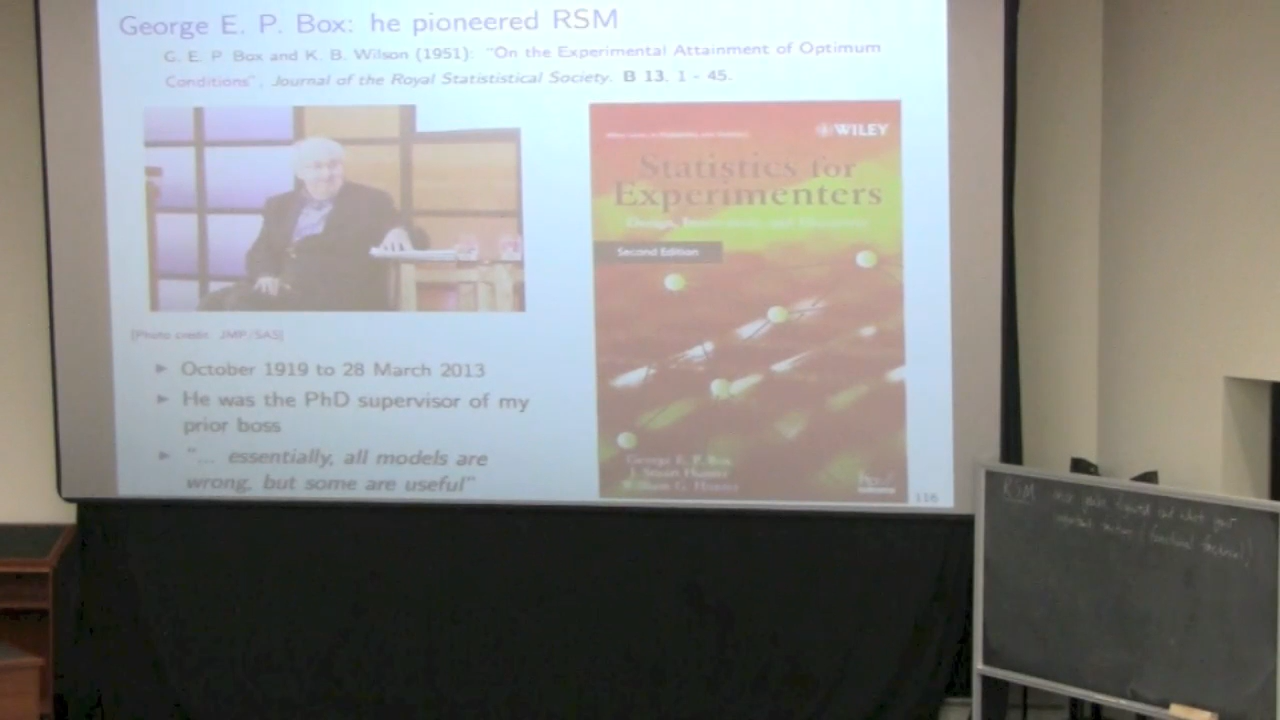 George E. P. Box: he pioneered RSM
G. E. P. Box and K. B. Wilson (1951): "On the Experimental Attainment of Optimum
Conditions", Journal of the Royal Statististical Society. B 13. 1 - 45.
WILEY
Statistics for
Experimenters
Second Edition
George E. P. Box
J. Stuart Hunter
William G. Hunter
[Photo credit: JMP/SAS]
► October 1919 to 28 March 2013
► He was the PhD supervisor of my
prior boss
► "... essentially, all models are
wrong, but some are useful"
116
RSM